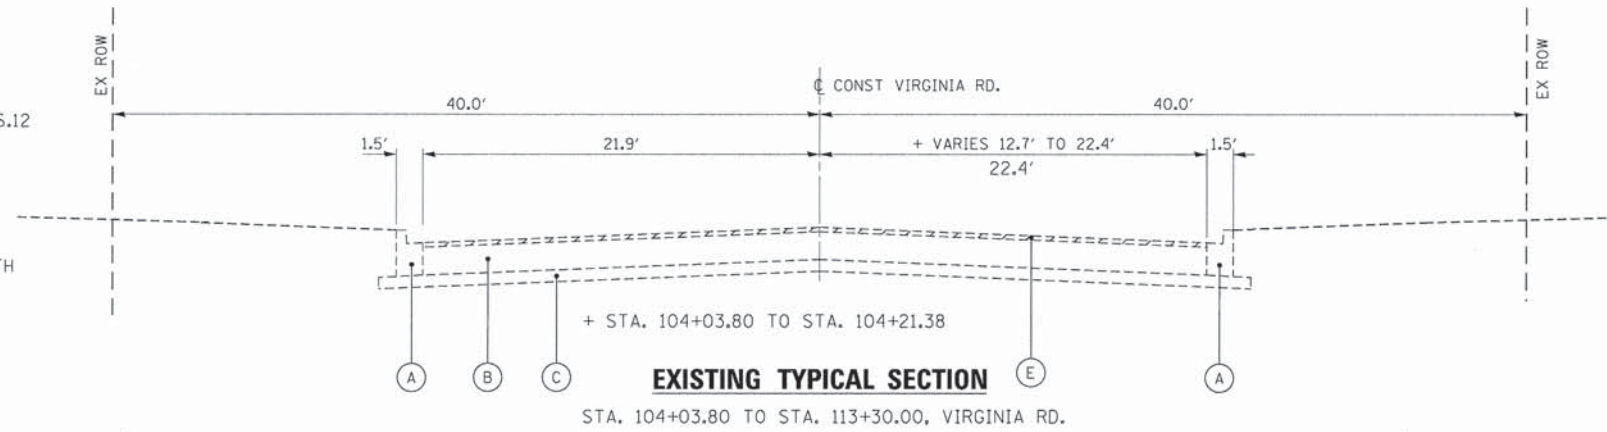 EX ROW
EX ROW
℄ CONST VIRGINIA RD.
40.0'
40.0'
S.12
1.5'
21.9'
+ VARIES 12.7' TO 22.4'
1.5'
22.4'
TH
+ STA. 104+03.80 TO STA. 104+21.38
A
B
C
EXISTING TYPICAL SECTION
E
A
STA. 104+03.80 TO STA. 113+30.00, VIRGINIA RD.